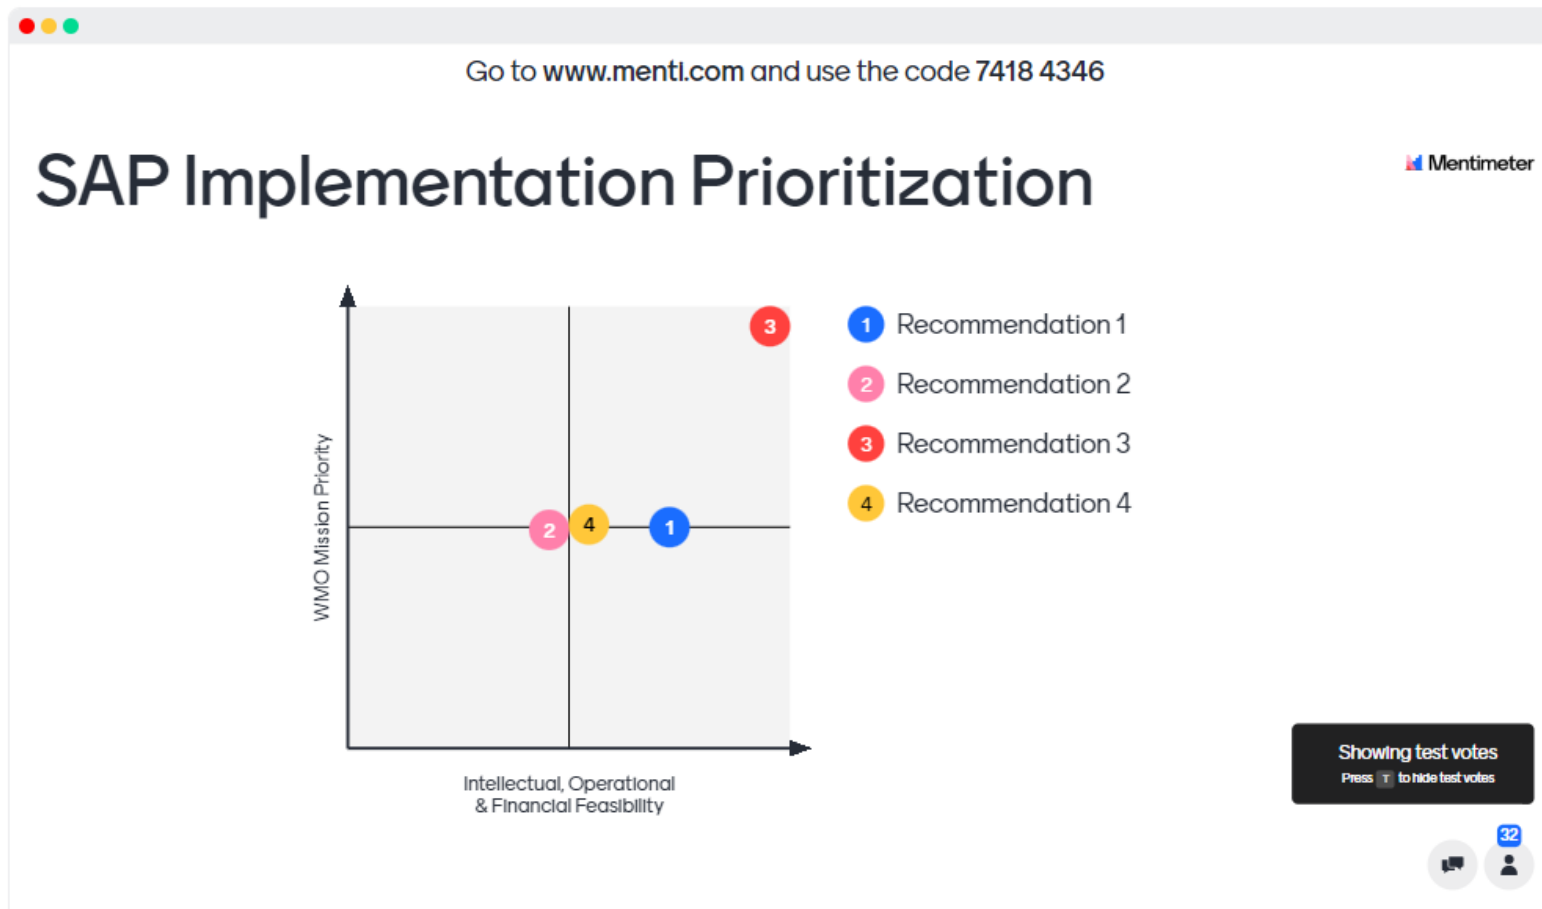 Go to www.menti.com and use the code 7418 4346
SAP Implementation Prioritization
Mentimeter
3
1 Recommendation 1
2 Recommendation 2
3 Recommendation 3
4 Recommendation 4
WMO Mission Priority
2
4
1
Intellectual, Operational
& Financial Feasibility
Showing test votes
Press T to hide test votes
32